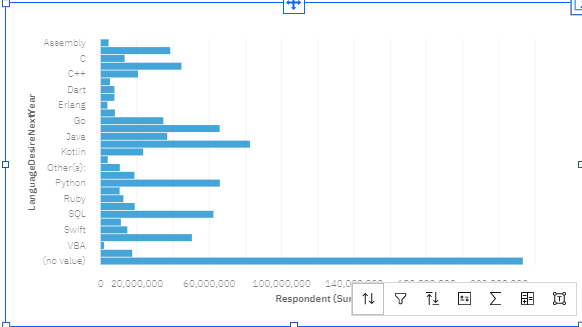 Assembly
C
C++
Dart
Erlang
Go
Java
Kotlin
Other(s):
Python
Ruby
SQL
Swift
VBA
(no value)
LanguageDesireNextYear
0 20,000,000 60,000,000 100,000,000
Respondent (Sum